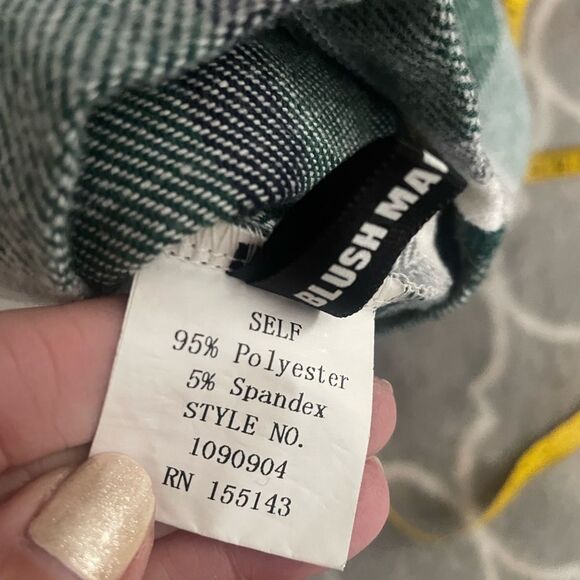 BLUSH MA
SELF
95% Polyester
5% Spandex
STYLE NO.
1090904
RN 155143